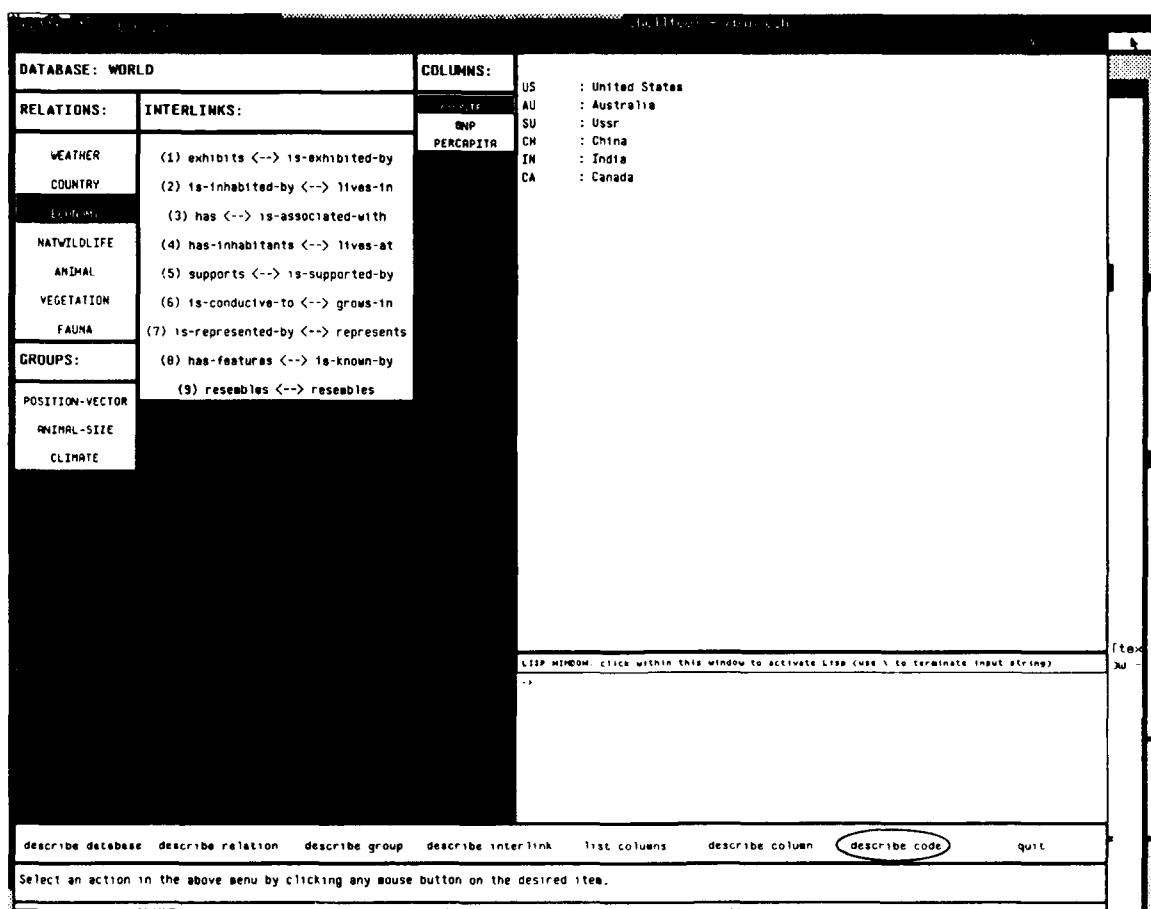 shelltool - /bin/csh
DATABASE: WORLD
RELATIONS:
WEATHER
COUNTRY
ECONOMY
NATWILDLIFE
ANIMAL
VEGETATION
FAUNA
GROUPS:
POSITION-VECTOR
ANIMAL-SIZE
CLIMATE
INTERLINKS:
(1) exhibits <--> is-exhibited-by
(2) is-inhabited-by <--> lives-in
(3) has <--> is-associated-with
(4) has-inhabitants <--> lives-at
(5) supports <--> is-supported-by
(6) is-conducive-to <--> grows-in
(7) is-represented-by <--> represents
(8) has-features <--> is-known-by
(9) resembles <--> resembles
COLUMNS:
GNP
PERCAPITA
US : United States
AU : Australia
SU : Ussr
CH : China
IN : India
CA : Canada
LISP WINDOW. click within this window to activate Lisp (use \ to terminate input string)
->
describe database describe relation describe group describe interlink list columns describe column describe code quit
Select an action in the above menu by clicking any mouse button on the desired item.